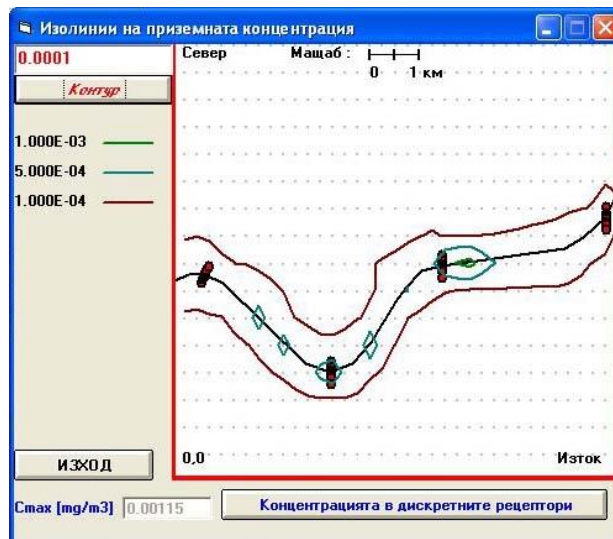 Изолинии на приземната концентрация
0.0001
Контур
1.000E-03
5.000E-04
1.000E-04
Север
Мащаб :
0 1 км
0,0
Изток
ИЗХОД
Cmax [mg/m3] 0.00115
Концентрацията в дискретните рецептори